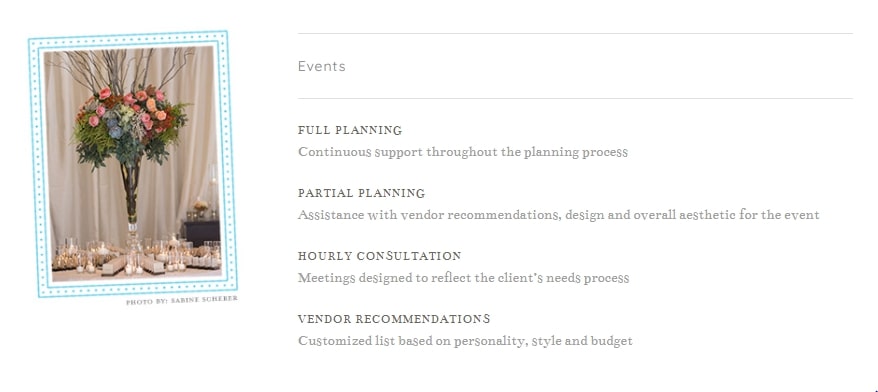 Events
FULL PLANNING
Continuous support throughout the planning process
PARTIAL PLANNING
Assistance with vendor recommendations, design and overall aesthetic for the event
HOURLY CONSULTATION
Meetings designed to reflect the client's needs process
VENDOR RECOMMENDATIONS
Customized list based on personality, style and budget
PHOTO BY: SABINE SCHERER